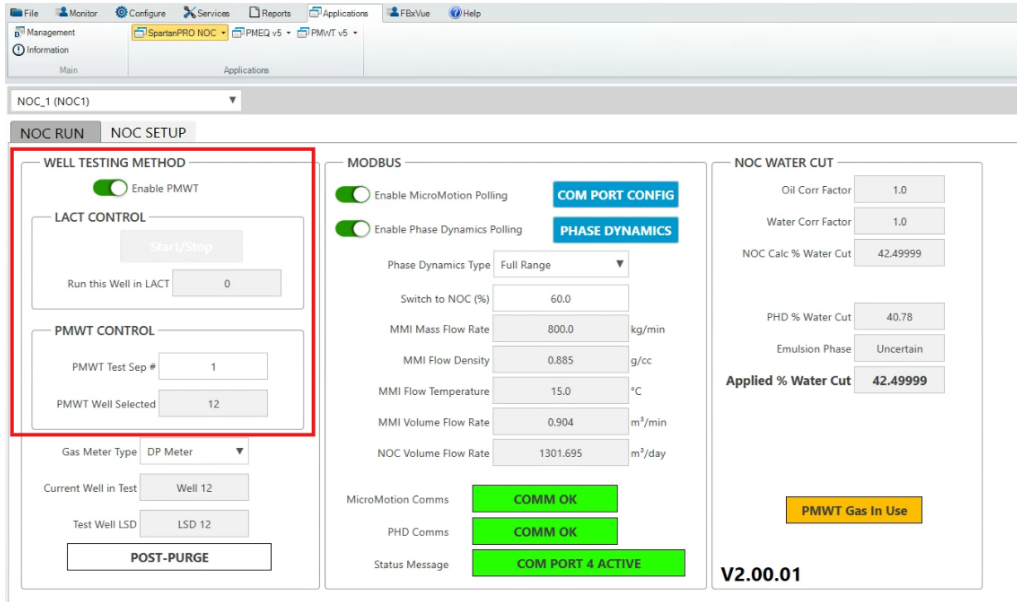 File Monitor Configure Services Reports Applications FBxVue Help
Management SpartanPRO NOC PMEQ v5 PMWT v5
Information
Main Applications
NOC_1 (NOC1)
NOC RUN NOC SETUP
WELL TESTING METHOD
Enable PMWT
LACT CONTROL
Start/Stop
Run this Well in LACT 0
PMWT CONTROL
PMWT Test Sep # 1
PMWT Well Selected 12
Gas Meter Type DP Meter
Current Well in Test Well 12
Test Well LSD LSD 12
POST-PURGE
MODBUS
Enable MicroMotion Polling COM PORT CONFIG
Enable Phase Dynamics Polling PHASE DYNAMICS
Phase Dynamics Type Full Range
Switch to NOC (%) 60.0
MMI Mass Flow Rate 800.0 kg/min
MMI Flow Density 0.885 g/cc
MMI Flow Temperature 15.0 °C
MMI Volume Flow Rate 0.904 m³/min
NOC Volume Flow Rate 1301.695 m³/day
MicroMotion Comms COMM OK
PHD Comms COMM OK
Status Message COM PORT 4 ACTIVE
NOC WATER CUT
Oil Corr Factor 1.0
Water Corr Factor 1.0
NOC Calc % Water Cut 42.49999
PHD % Water Cut 40.78
Emulsion Phase Uncertain
Applied % Water Cut 42.49999
PMWT Gas In Use
V2.00.01